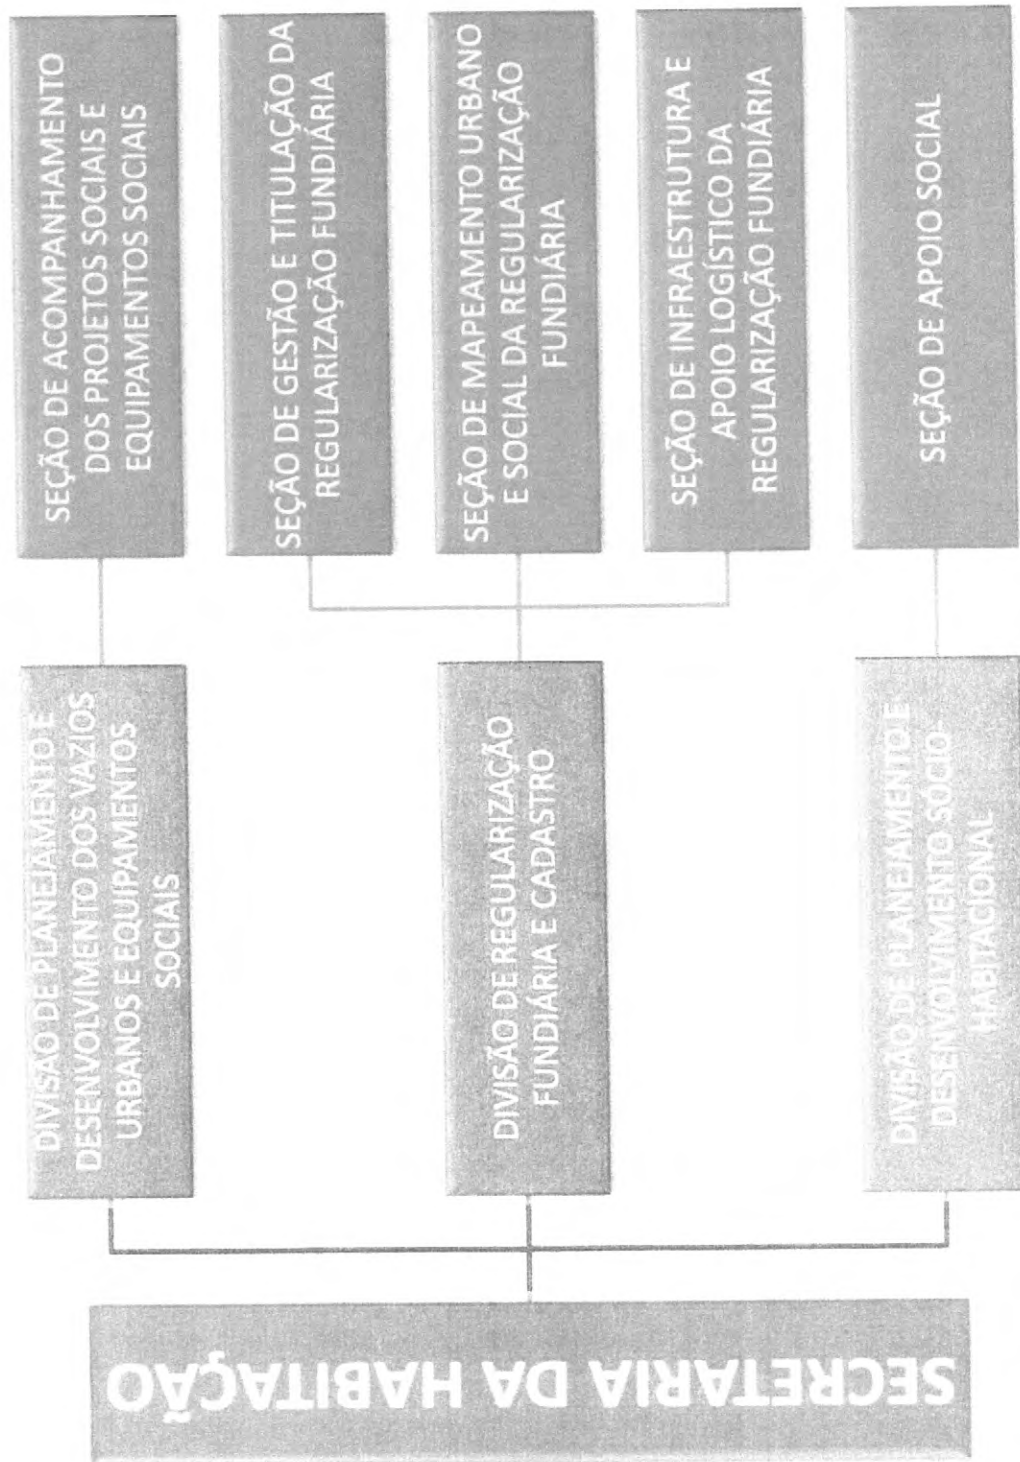 SECRETARIA DA HABITAÇÃO
DIVISÃO DE PLANEJAMENTO E
DESENVOLVIMENTO DOS VAZIOS
URBANOS E EQUIPAMENTOS
SOCIAIS
SEÇÃO DE ACOMPANHAMENTO
DOS PROJETOS SOCIAIS E
EQUIPAMENTOS SOCIAIS
DIVISÃO DE REGULARIZAÇÃO
FUNDIÁRIA E CADASTRO
SEÇÃO DE GESTÃO E TITULAÇÃO DA
REGULARIZAÇÃO FUNDIÁRIA
SEÇÃO DE MAPEAMENTO URBANO
E SOCIAL DA REGULARIZAÇÃO
FUNDIÁRIA
SEÇÃO DE INFRAESTRUTURA E
APOIO LOGÍSTICO DA
REGULARIZAÇÃO FUNDIÁRIA
DIVISÃO DE PLANEJAMENTO E
DESENVOLVIMENTO SÓCIO-
HABITACIONAL
SEÇÃO DE APOIO SOCIAL